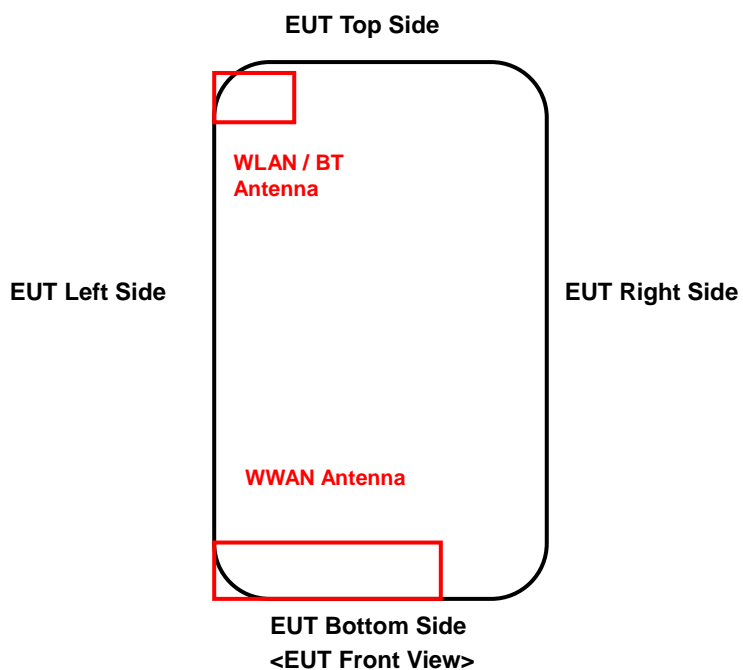 EUT Top Side
WLAN / BT
Antenna
EUT Left Side
EUT Right Side
WWAN Antenna
EUT Bottom Side
<EUT Front View>